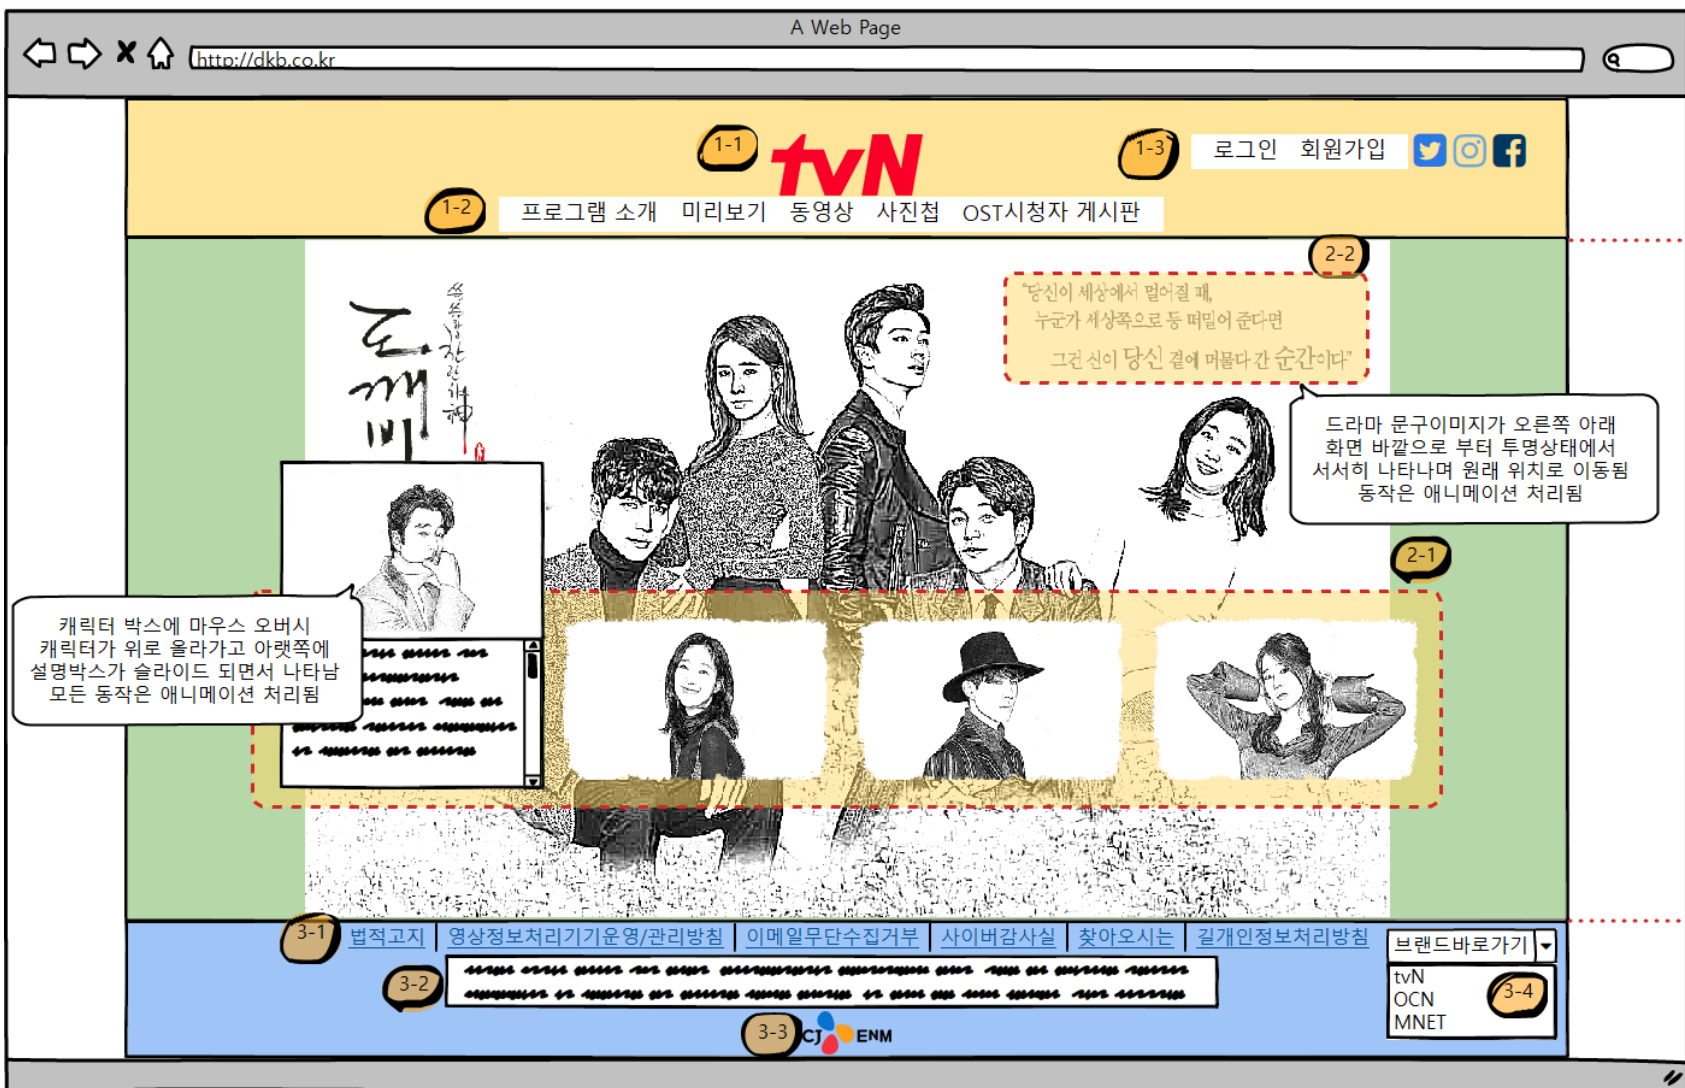 A Web Page
http://dkb.co.kr
1-1
tvN
1-3
로그인 회원가입
1-2
프로그램 소개 미리보기 동영상 사진첩 OST시청자 게시판
2-2
"당신이 세상에서 멀어질 때,
누군가 세상쪽으로 등 떠밀어 준다면
그건 신이 당신 곁에 머물다 간 순간이다"
쓸쓸하고 찬란하神
도깨비
드라마 문구이미지가 오른쪽 아래
화면 바깥으로 부터 투명상태에서
서서히 나타나며 원래 위치로 이동됨
동작은 애니메이션 처리됨
2-1
캐릭터 박스에 마우스 오버시
캐릭터가 위로 올라가고 아랫쪽에
설명박스가 슬라이드 되면서 나타남
모든 동작은 애니메이션 처리됨
3-1
법적고지 영상정보처리기기운영/관리방침 이메일무단수집거부 사이버감사실 찾아오시는 길개인정보처리방침
브랜드바로가기
tvN
OCN
MNET
3-4
3-2
3-3
CJ ENM